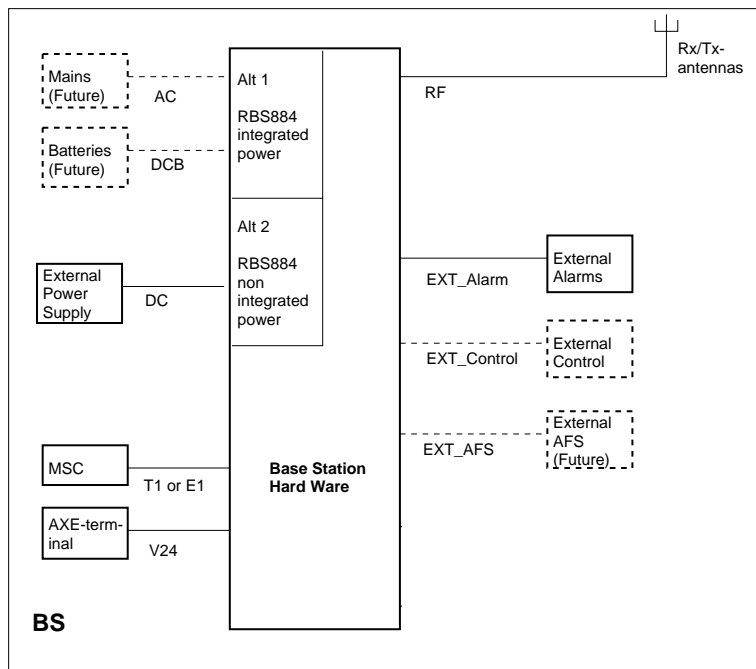 Mains
(Future)
AC
Batteries
(Future)
DCB
External
Power
Supply
DC
MSC
T1 or E1
AXE-term-
inal
V24
BS
Alt 1
RBS884
integrated
power
Alt 2
RBS884
non
integrated
power
Base Station
Hard Ware
Rx/Tx-
antennas
RF
External
Alarms
EXT_Alarm
External
Control
EXT_Control
External
AFS
(Future)
EXT_AFS